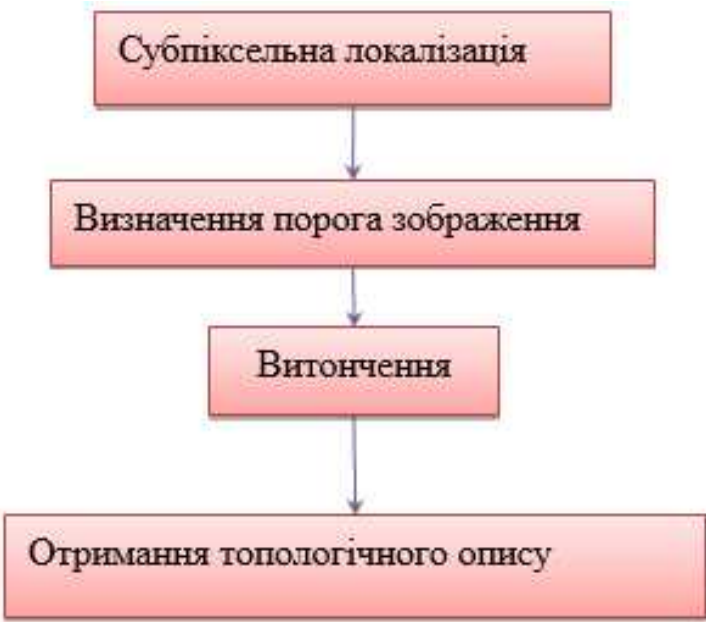 Субпіксельна локалізація
Визначення порога зображення
Витончення
Отримання топологічного опису